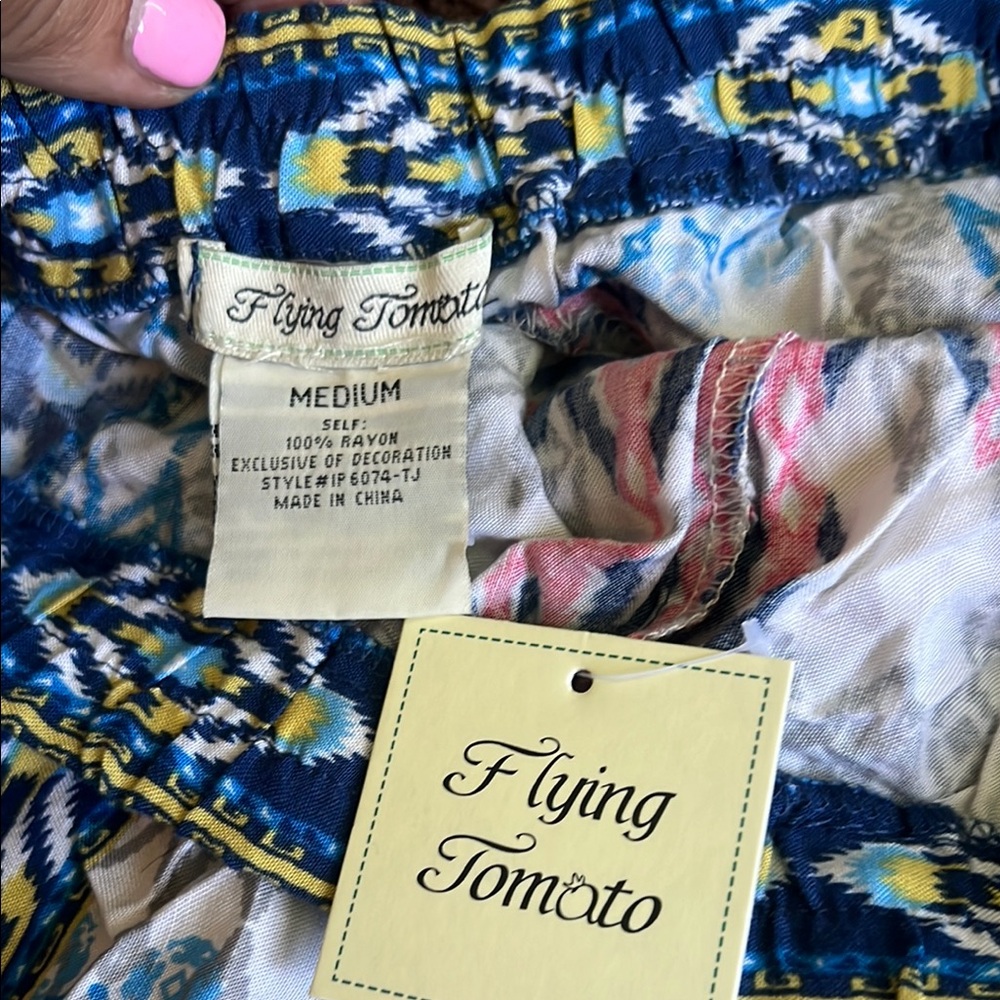 Flying Tomato
MEDIUM
SELF:
100% RAYON
EXCLUSIVE OF DECORATION
STYLE#IP6074-TJ
MADE IN CHINA
Flying
Tomato